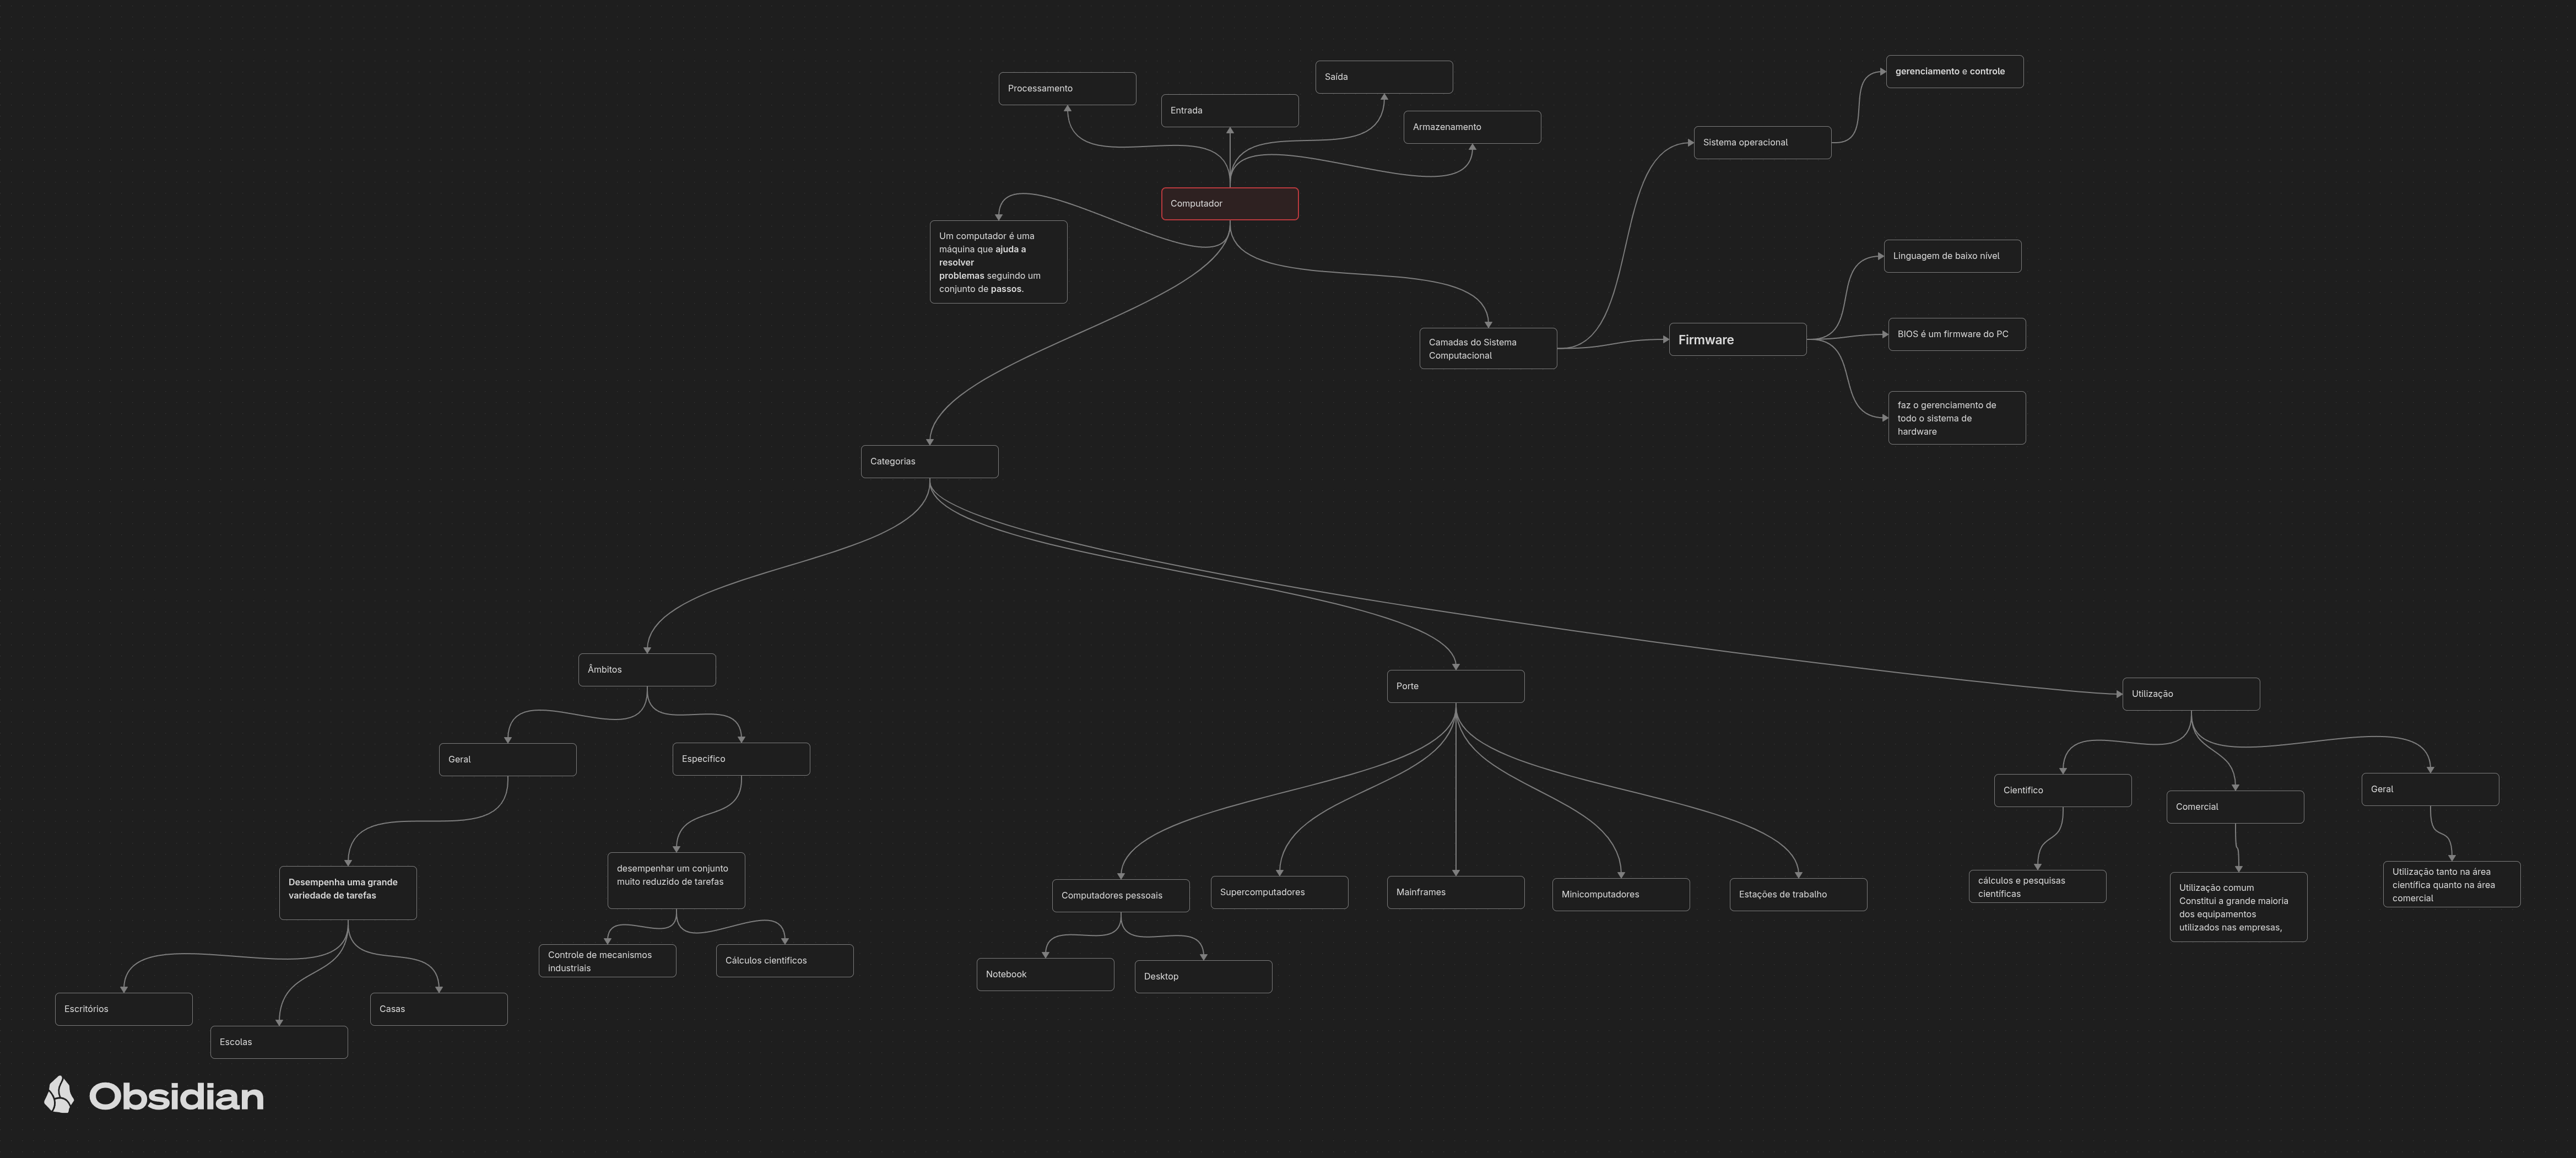 Processamento
Entrada
Saída
Armazenamento
Computador
Um computador é uma
máquina que ajuda a
resolver
problemas seguindo um
conjunto de passos.
Sistema operacional
gerenciamento e controle
Camadas do Sistema
Computacional
Firmware
Linguagem de baixo nível
BIOS é um firmware do PC
faz o gerenciamento de
todo o sistema de
hardware
Categorias
Âmbitos
Geral
Especifico
Desempenha uma grande
variedade de tarefas
desempenhar um conjunto
muito reduzido de tarefas
Escritórios
Escolas
Casas
Controle de mecanismos
industriais
Cálculos cientificos
Porte
Computadores pessoais
Supercomputadores
Mainframes
Minicomputadores
Estações de trabalho
Notebook
Desktop
Utilização
Cientifico
Comercial
Geral
cálculos e pesquisas
científicas
Utilização comum
Constitui a grande maioria
dos equipamentos
utilizados nas empresas,
Utilização tanto na área
científica quanto na área
comercial
Obsidian